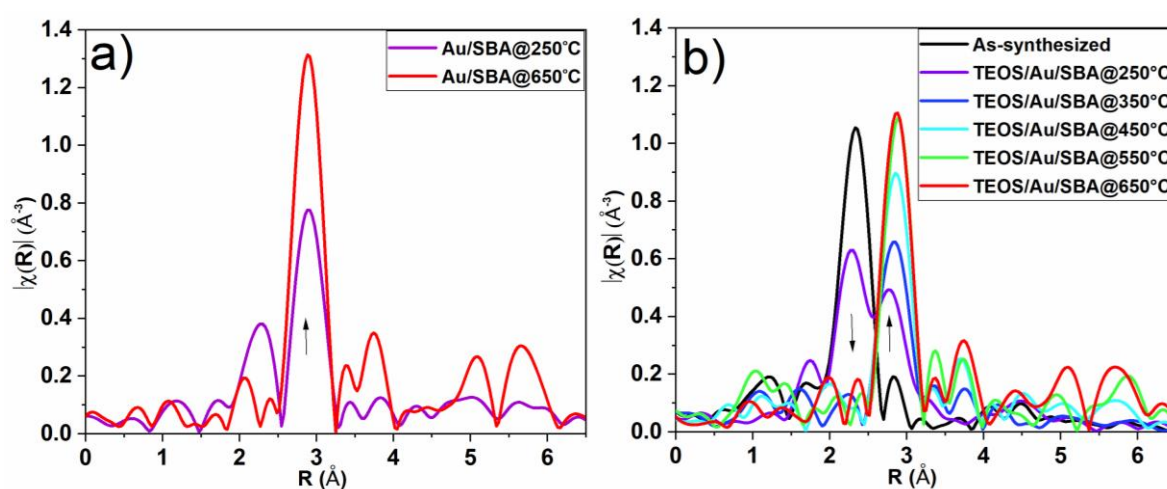 a)
Au/SBA@250°C
Au/SBA@650°C
1.4
1.3
1.2
1.0
0.8
0.6
0.4
0.2
0.0
|χ(R)| (Å⁻³)
0 1 2 3 4 5 6
R (Å)
b)
As-synthesized
TEOS/Au/SBA@250°C
TEOS/Au/SBA@350°C
TEOS/Au/SBA@450°C
TEOS/Au/SBA@550°C
TEOS/Au/SBA@650°C
1.4
1.2
1.0
0.8
0.6
0.4
0.2
0.0
|χ(R)| (Å⁻³)
0 1 2 3 4 5 6
R (Å)